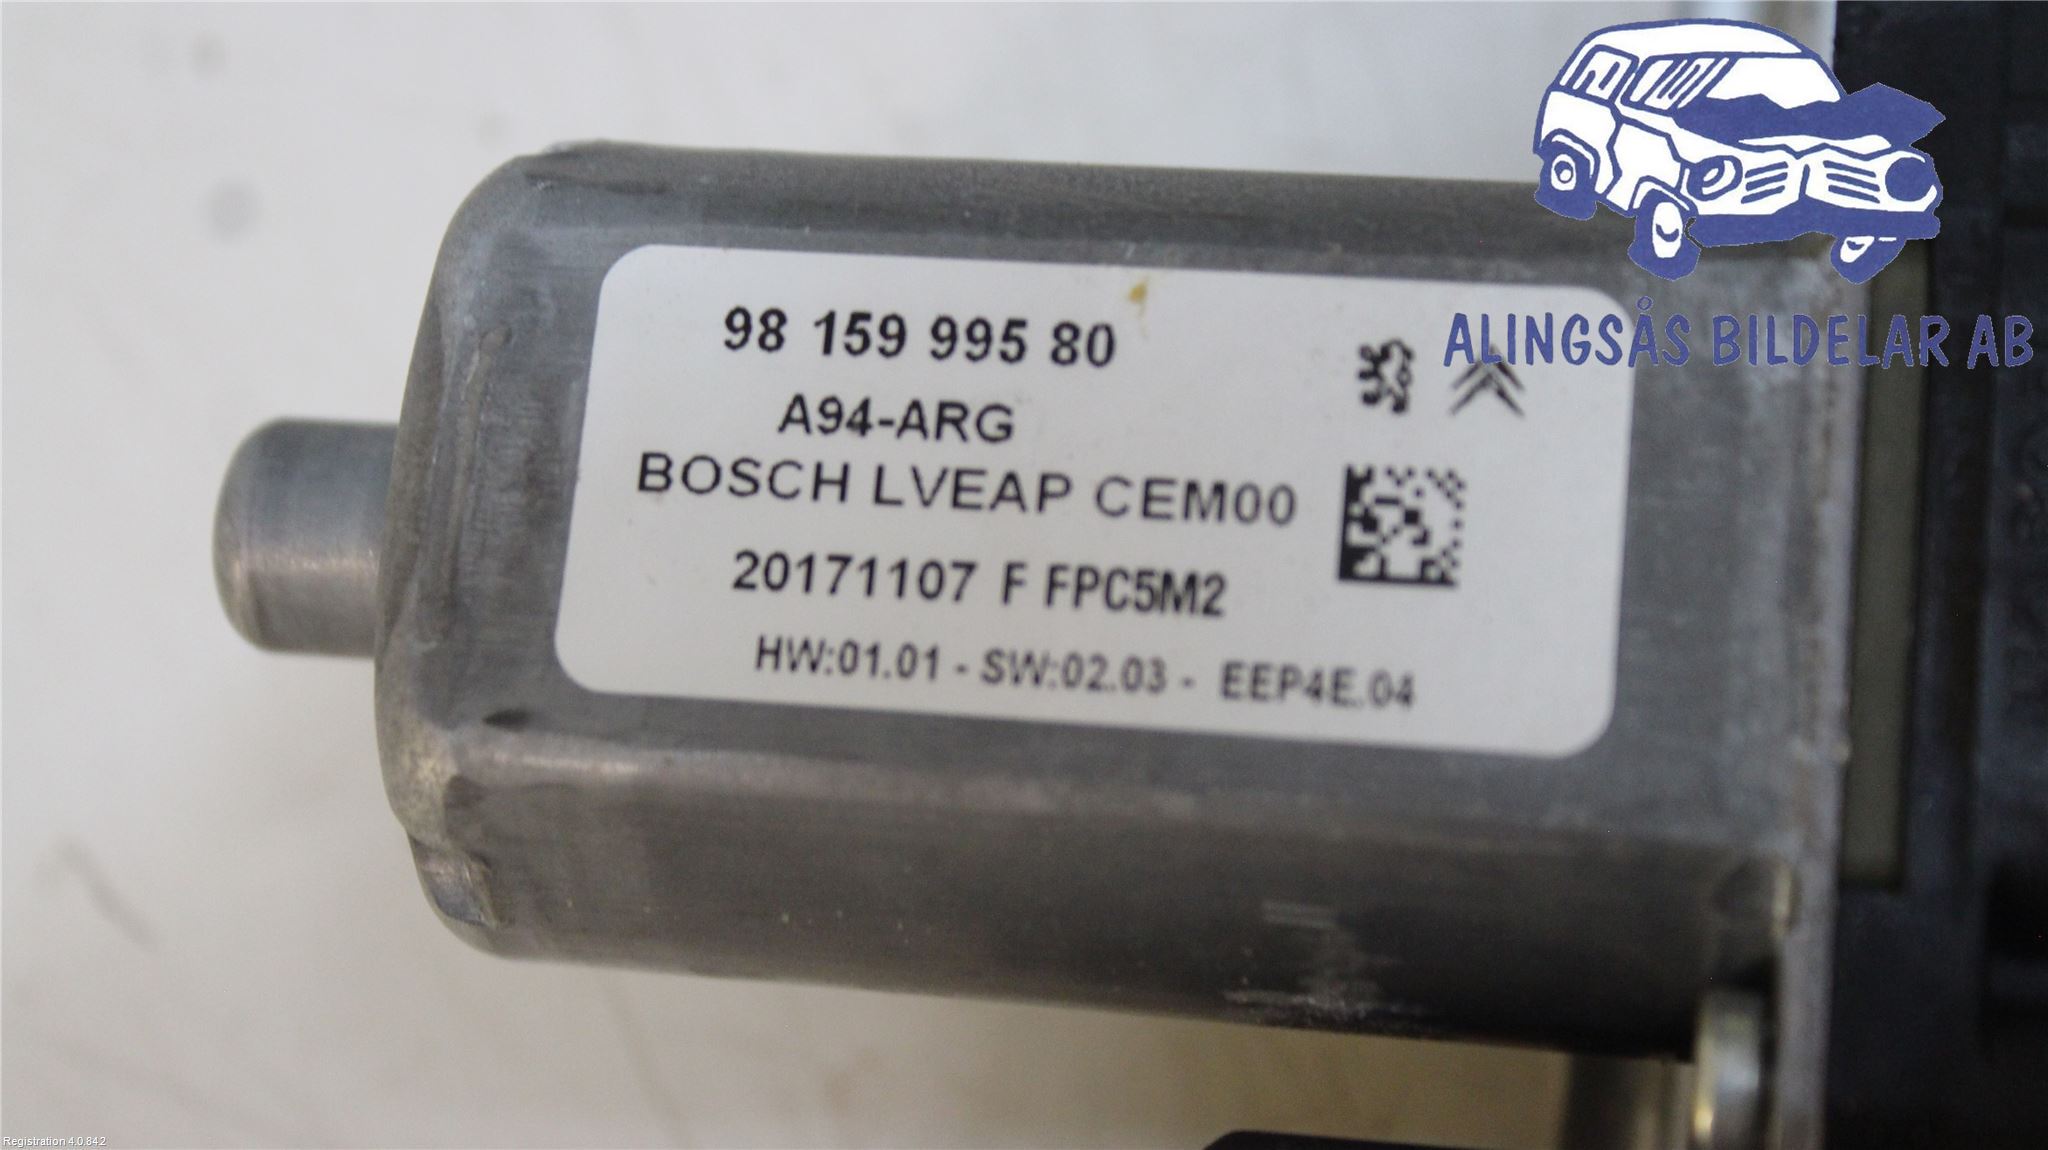 ALINGSÅS BILDELAR AB
98 159 995 80
A94-ARG
BOSCH LVEAP CEM00
20171107 F FPC5M2
HW:01.01 - SW:02.03 - EEP4E.04
Registration 4.0.842